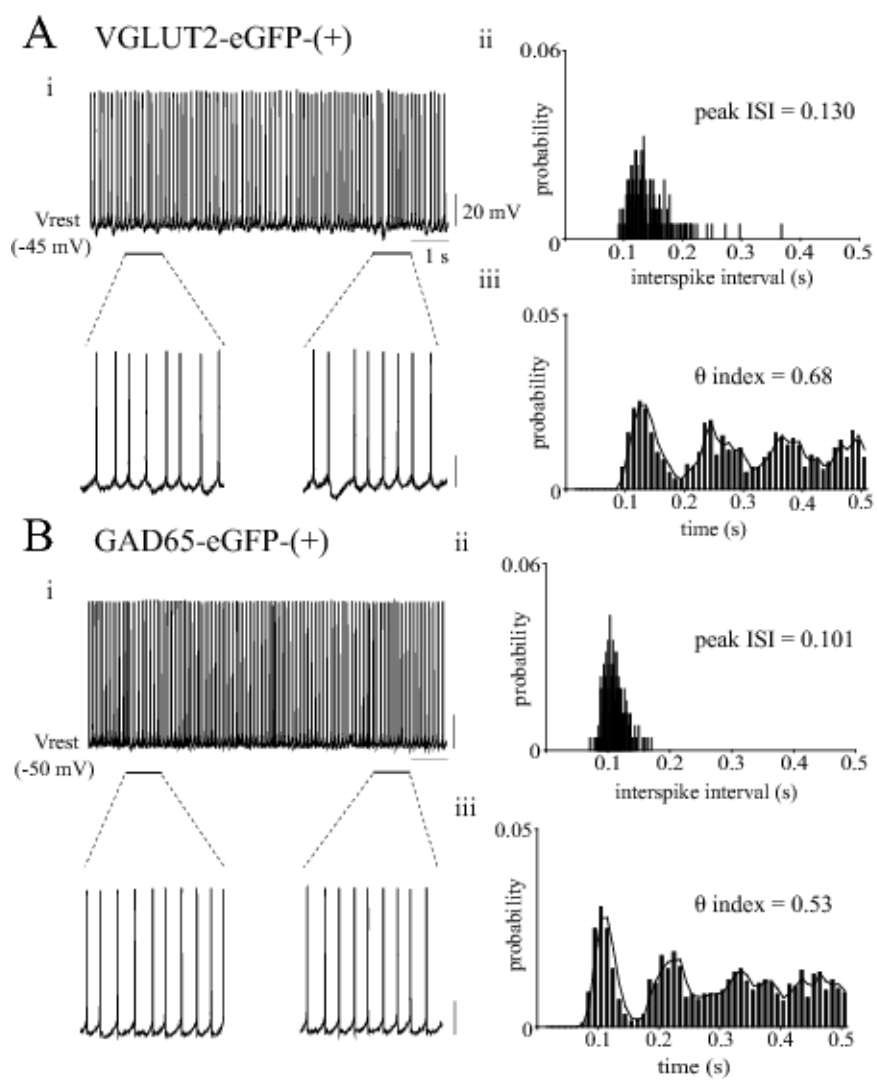 A VGLUT2-eGFP-(+)
i
Vrest
(-45 mV)
20 mV
1 s
ii
0.06
probability
peak ISI = 0.130
0
0.1 0.2 0.3 0.4 0.5
interspike interval (s)
iii
0.05
probability
θ index = 0.68
0
0.1 0.2 0.3 0.4 0.5
time (s)
B GAD65-eGFP-(+)
i
Vrest
(-50 mV)
ii
0.06
probability
peak ISI = 0.101
0
0.1 0.2 0.3 0.4 0.5
interspike interval (s)
iii
0.05
probability
θ index = 0.53
0
0.1 0.2 0.3 0.4 0.5
time (s)